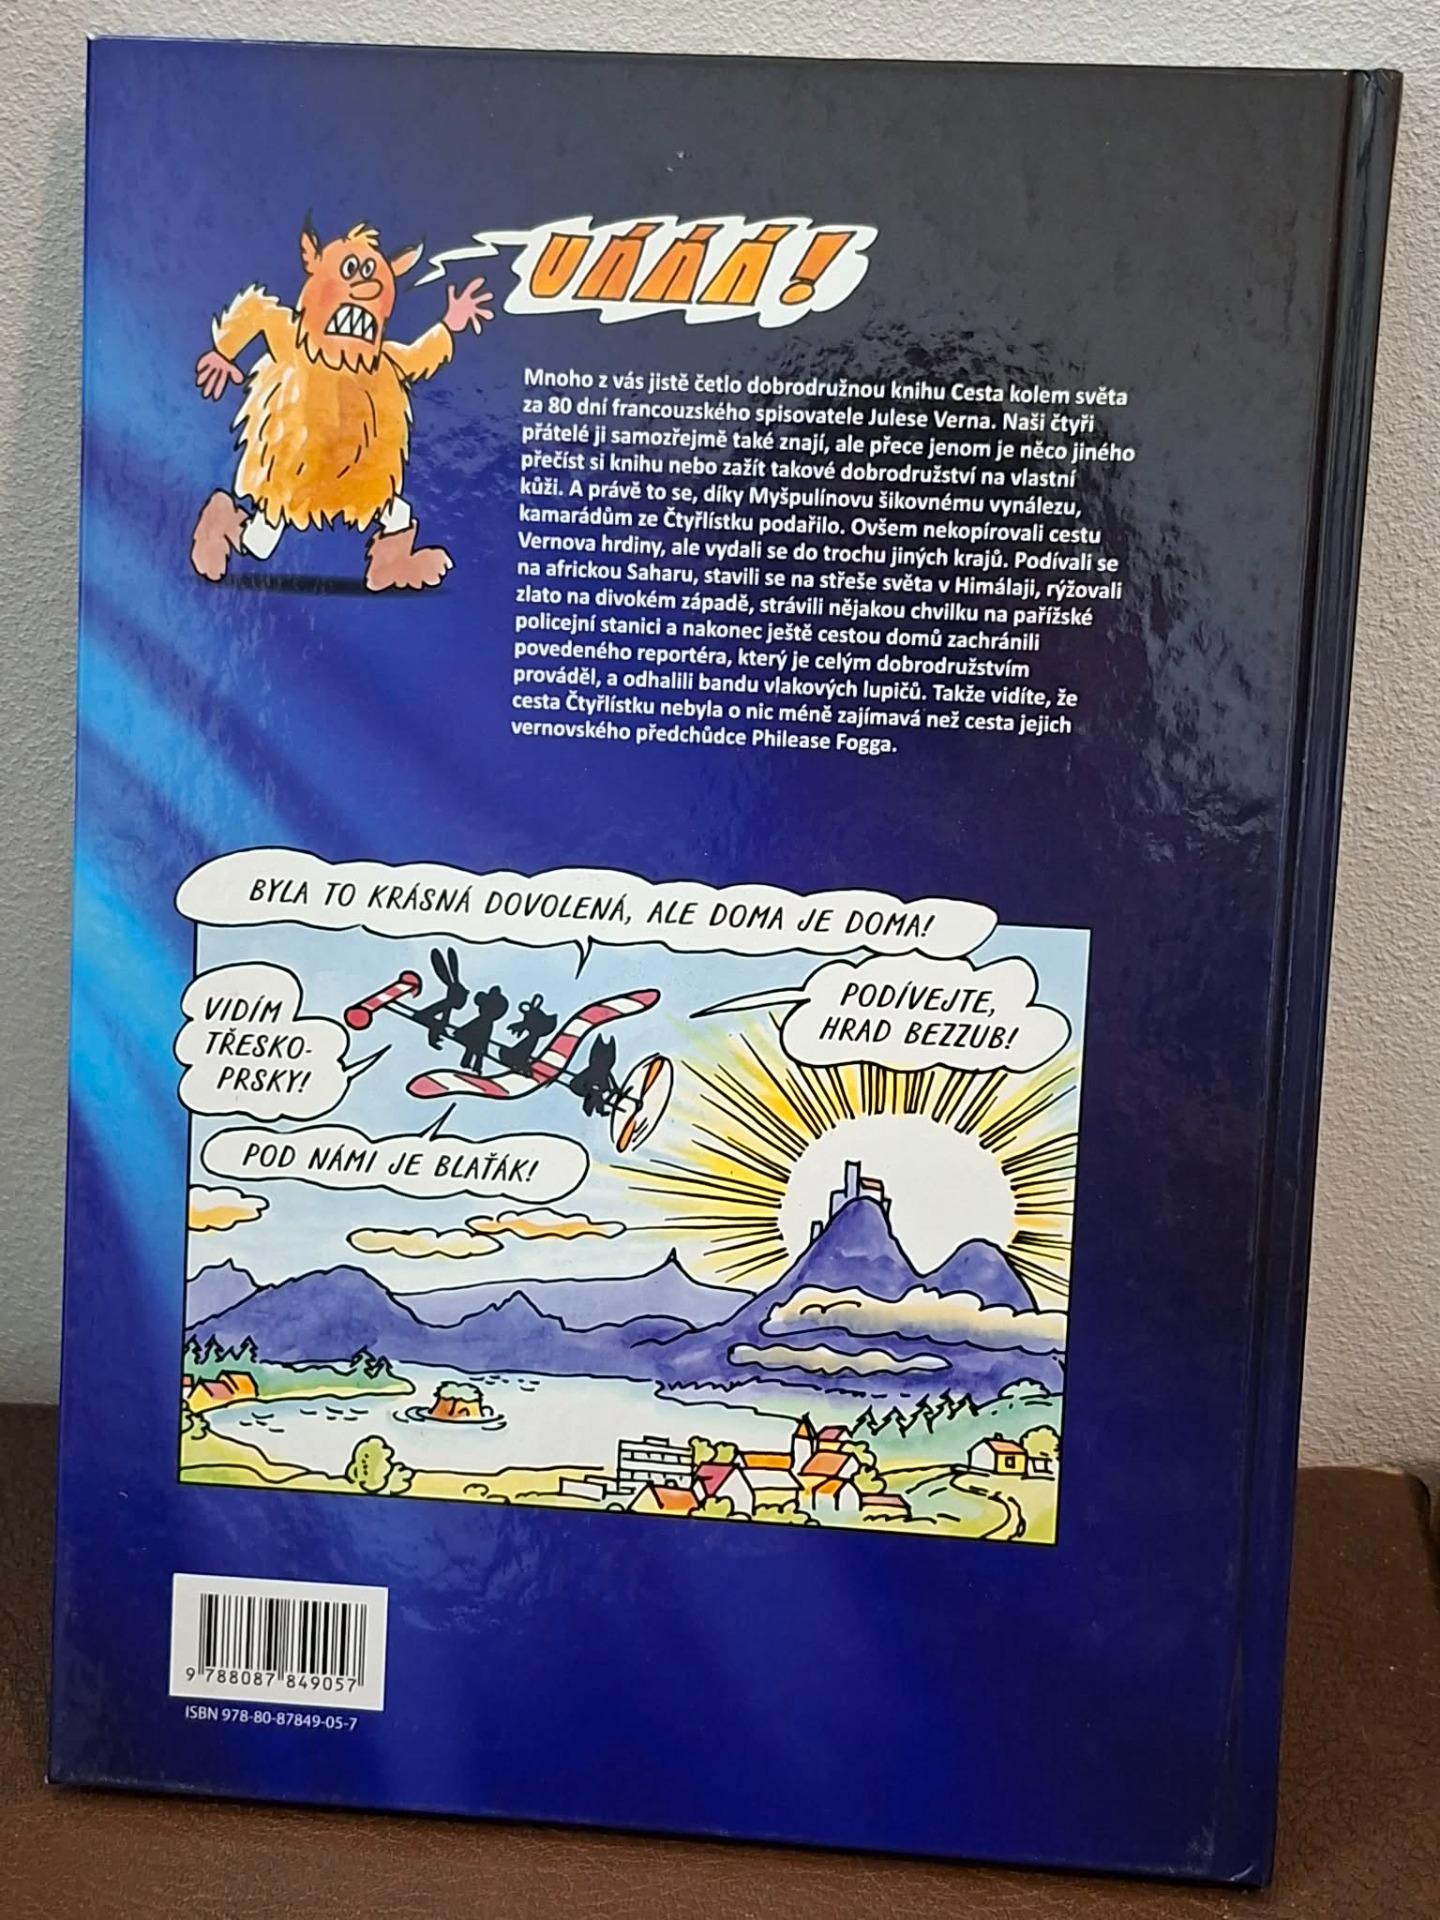 UÁÁÁ!
Mnoho z vás jistě četlo dobrodružnou knihu Cesta kolem světa
za 80 dní francouzského spisovatele Julese Verna. Naši čtyři
přátelé ji samozřejmě také znají, ale přece jenom je něco jiného
přečíst si knihu nebo zažít takové dobrodružství na vlastní
kůži. A právě to se, díky Myšpulínovu šikovnému vynálezu,
kamarádům ze Čtyřlístku podařilo. Ovšem nekopírovali cestu
Vernova hrdiny, ale vydali se do trochu jiných krajů. Podívali se
na africkou Saharu, stavili se na střeše světa v Himálaji, rýžovali
zlato na divokém západě, strávili nějakou chvilku na pařížské
policejní stanici a nakonec ještě cestou domů zachránili
povedeného reportéra, který je celým dobrodružstvím
prováděl, a odhalili bandu vlakových lupičů. Takže vidíte, že
cesta Čtyřlístku nebyla o nic méně zajímavá než cesta jejich
vernovského předchůdce Philease Fogga.
BYLA TO KRÁSNÁ DOVOLENÁ, ALE DOMA JE DOMA!
VIDÍM
TŘESKO-
PRSKY!
PODÍVEJTE,
HRAD BEZZUB!
POD NÁMI JE BLAŤÁK!
9 788087 849057
ISBN 978-80-87849-05-7